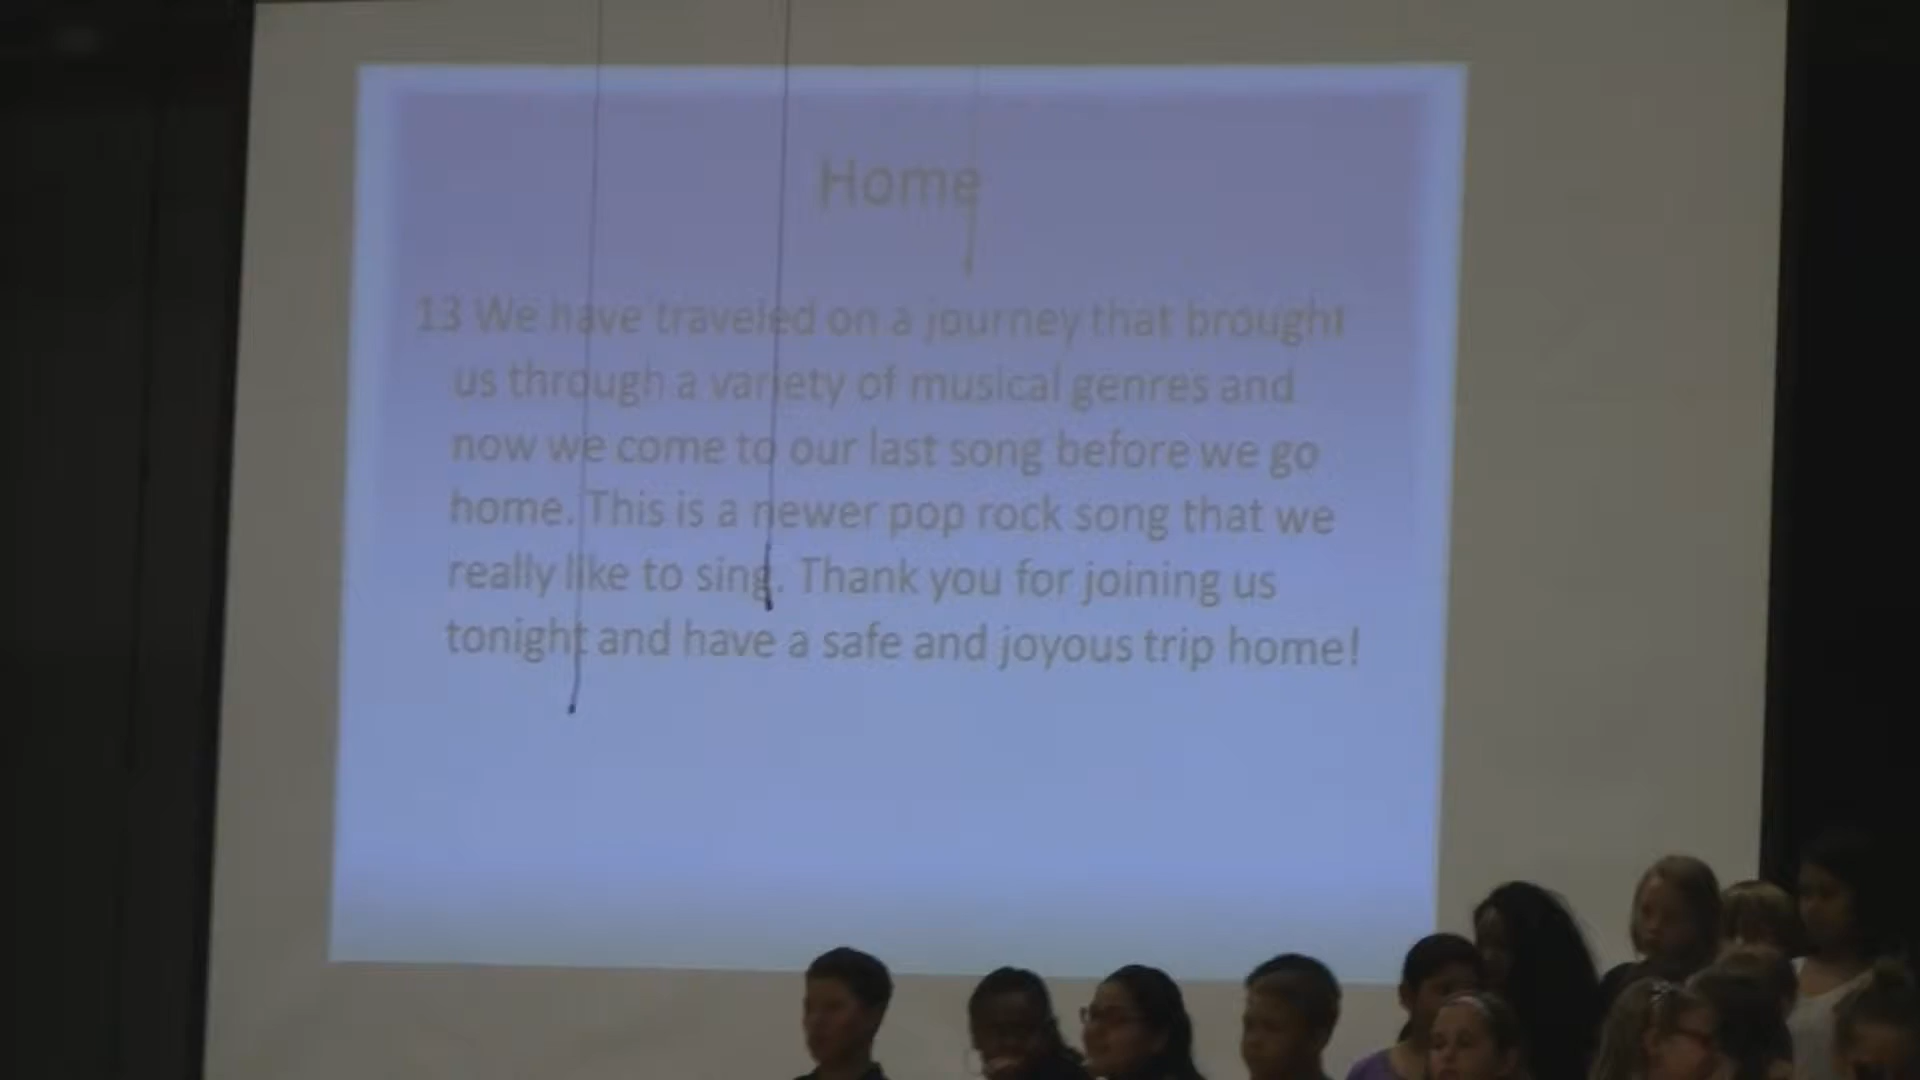 Home
13 We have traveled on a journey that brought
us through a variety of musical genres and
now we come to our last song before we go
home. This is a newer pop rock song that we
really like to sing. Thank you for joining us
tonight and have a safe and joyous trip home!